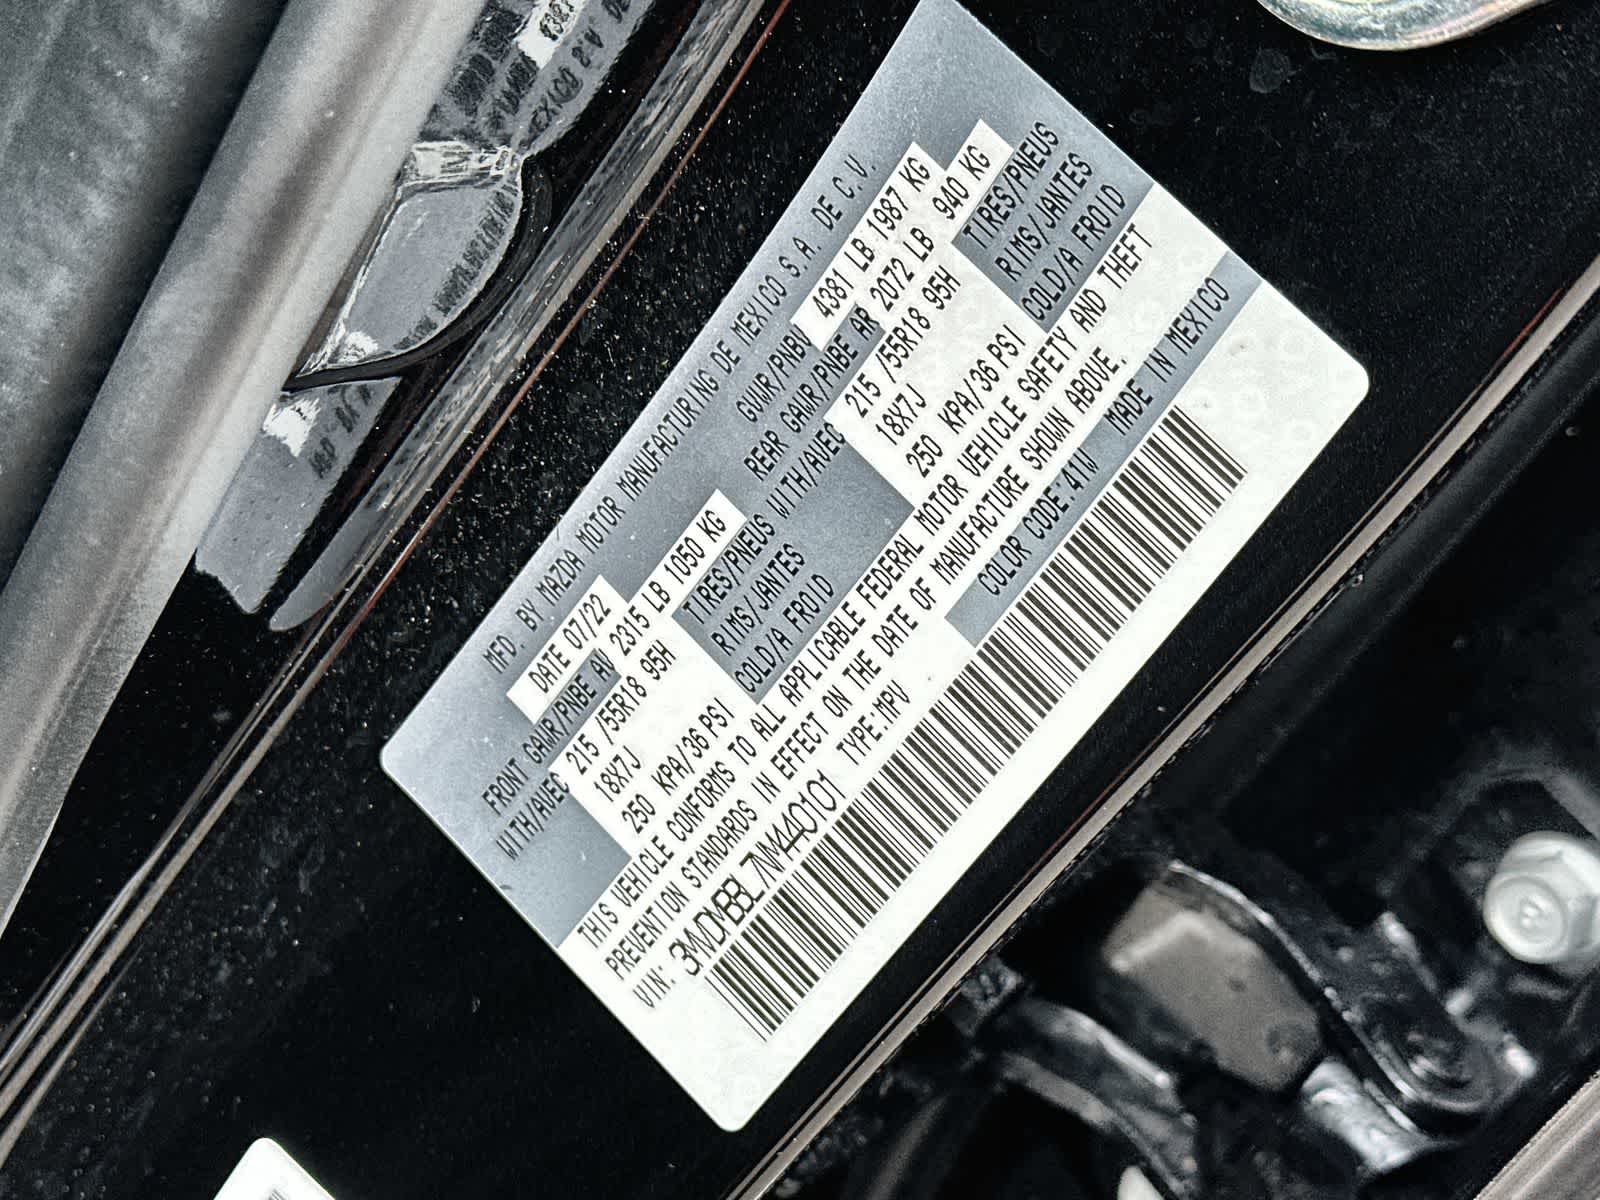 MFD. BY MAZDA MOTOR MANUFACTURING DE MEXICO S.A. DE C.V.
DATE 07/22 GVWR/PNBV 4381 LB 1987 KG
FRONT GAWR/PNBE AV 2315 LB 1050 KG REAR GAWR/PNBE AR 2072 LB 940 KG
WITH/AVEC 215 /55R18 95H TIRES/PNEUS WITH/AVEC 215 /55R18 95H TIRES/PNEUS
18X7J RIMS/JANTES 18X7J RIMS/JANTES
250 KPA/36 PSI COLD/A FROID 250 KPA/36 PSI COLD/A FROID
THIS VEHICLE CONFORMS TO ALL APPLICABLE FEDERAL MOTOR VEHICLE SAFETY AND THEFT
PREVENTION STANDARDS IN EFFECT ON THE DATE OF MANUFACTURE SHOWN ABOVE.
VIN: 3MVDMBBL7NM440101 TYPE:MPV COLOR CODE:41W MADE IN MEXICO